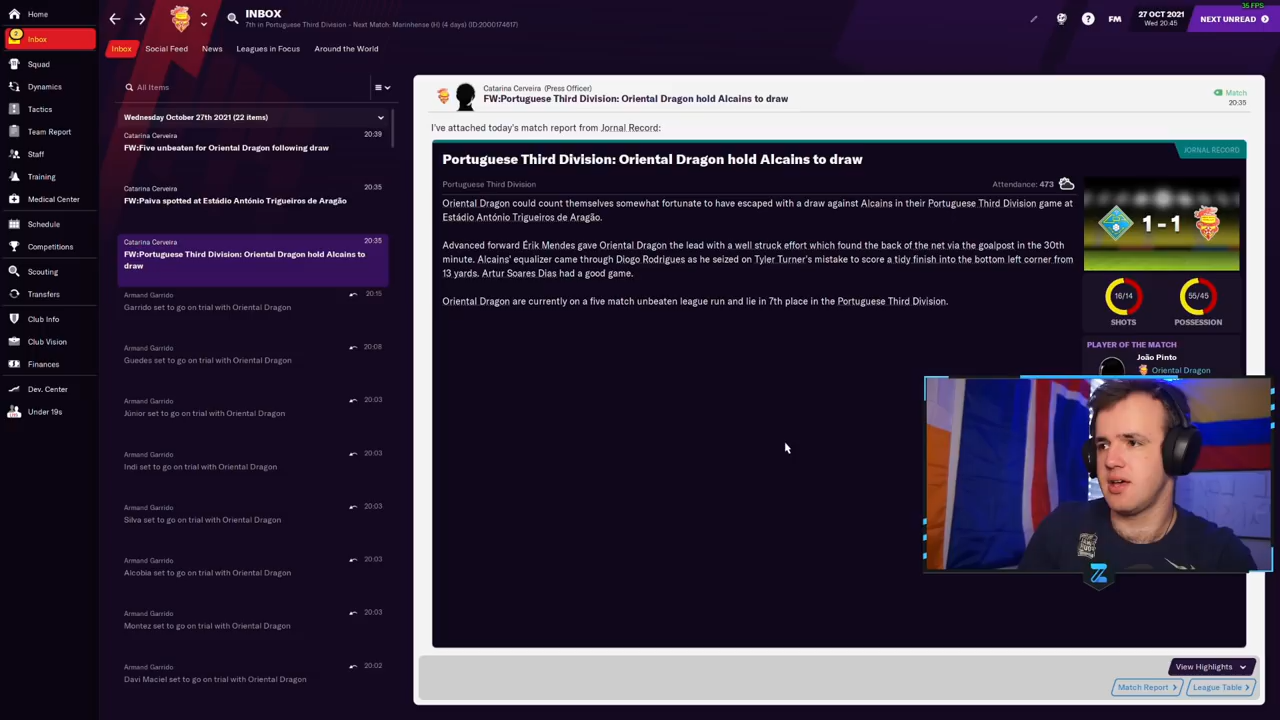 35 FPS
Home
2
Inbox
Squad
Dynamics
Tactics
Team Report
Staff
Training
Medical Center
Schedule
Competitions
Scouting
Transfers
Club Info
Club Vision
Finances
Dev. Center
Under 19s
INBOX
7th in Portuguese Third Division - Next Match: Marinhense (H) (4 days) (ID:2000174817)
FM
27 OCT 2021
Wed 20:45
NEXT UNREAD
Inbox Social Feed News Leagues in Focus Around the World
All Items
Wednesday October 27th 2021 (22 items)
Catarina Cerveira 20:39
FW:Five unbeaten for Oriental Dragon following draw
Catarina Cerveira 20:35
FW:Paiva spotted at Estádio António Trigueiros de Aragão
Catarina Cerveira 20:35
FW:Portuguese Third Division: Oriental Dragon hold Alcains to
draw
Armand Garrido 20:15
Garrido set to go on trial with Oriental Dragon
Armand Garrido 20:08
Guedes set to go on trial with Oriental Dragon
Armand Garrido 20:03
Júnior set to go on trial with Oriental Dragon
Armand Garrido 20:03
Indi set to go on trial with Oriental Dragon
Armand Garrido 20:03
Silva set to go on trial with Oriental Dragon
Armand Garrido 20:03
Alcobia set to go on trial with Oriental Dragon
Armand Garrido 20:03
Montez set to go on trial with Oriental Dragon
Armand Garrido 20:02
Davi Maciel set to go on trial with Oriental Dragon
Catarina Cerveira (Press Officer)
FW:Portuguese Third Division: Oriental Dragon hold Alcains to draw
Match
20:35
I've attached today's match report from Jornal Record:
Portuguese Third Division: Oriental Dragon hold Alcains to draw
JORNAL RECORD
Portuguese Third Division
Attendance: 473
Oriental Dragon could count themselves somewhat fortunate to have escaped with a draw against Alcains in their Portuguese Third Division game at
Estádio António Trigueiros de Aragão.
Advanced forward Érik Mendes gave Oriental Dragon the lead with a well struck effort which found the back of the net via the goalpost in the 30th
minute. Alcains' equalizer came through Diogo Rodrigues as he seized on Tyler Turner's mistake to score a tidy finish into the bottom left corner from
13 yards. Artur Soares Dias had a good game.
Oriental Dragon are currently on a five match unbeaten league run and lie in 7th place in the Portuguese Third Division.
1 - 1
16/14
SHOTS
55/45
POSSESSION
PLAYER OF THE MATCH
João Pinto
Oriental Dragon
View Highlights
Match Report
League Table